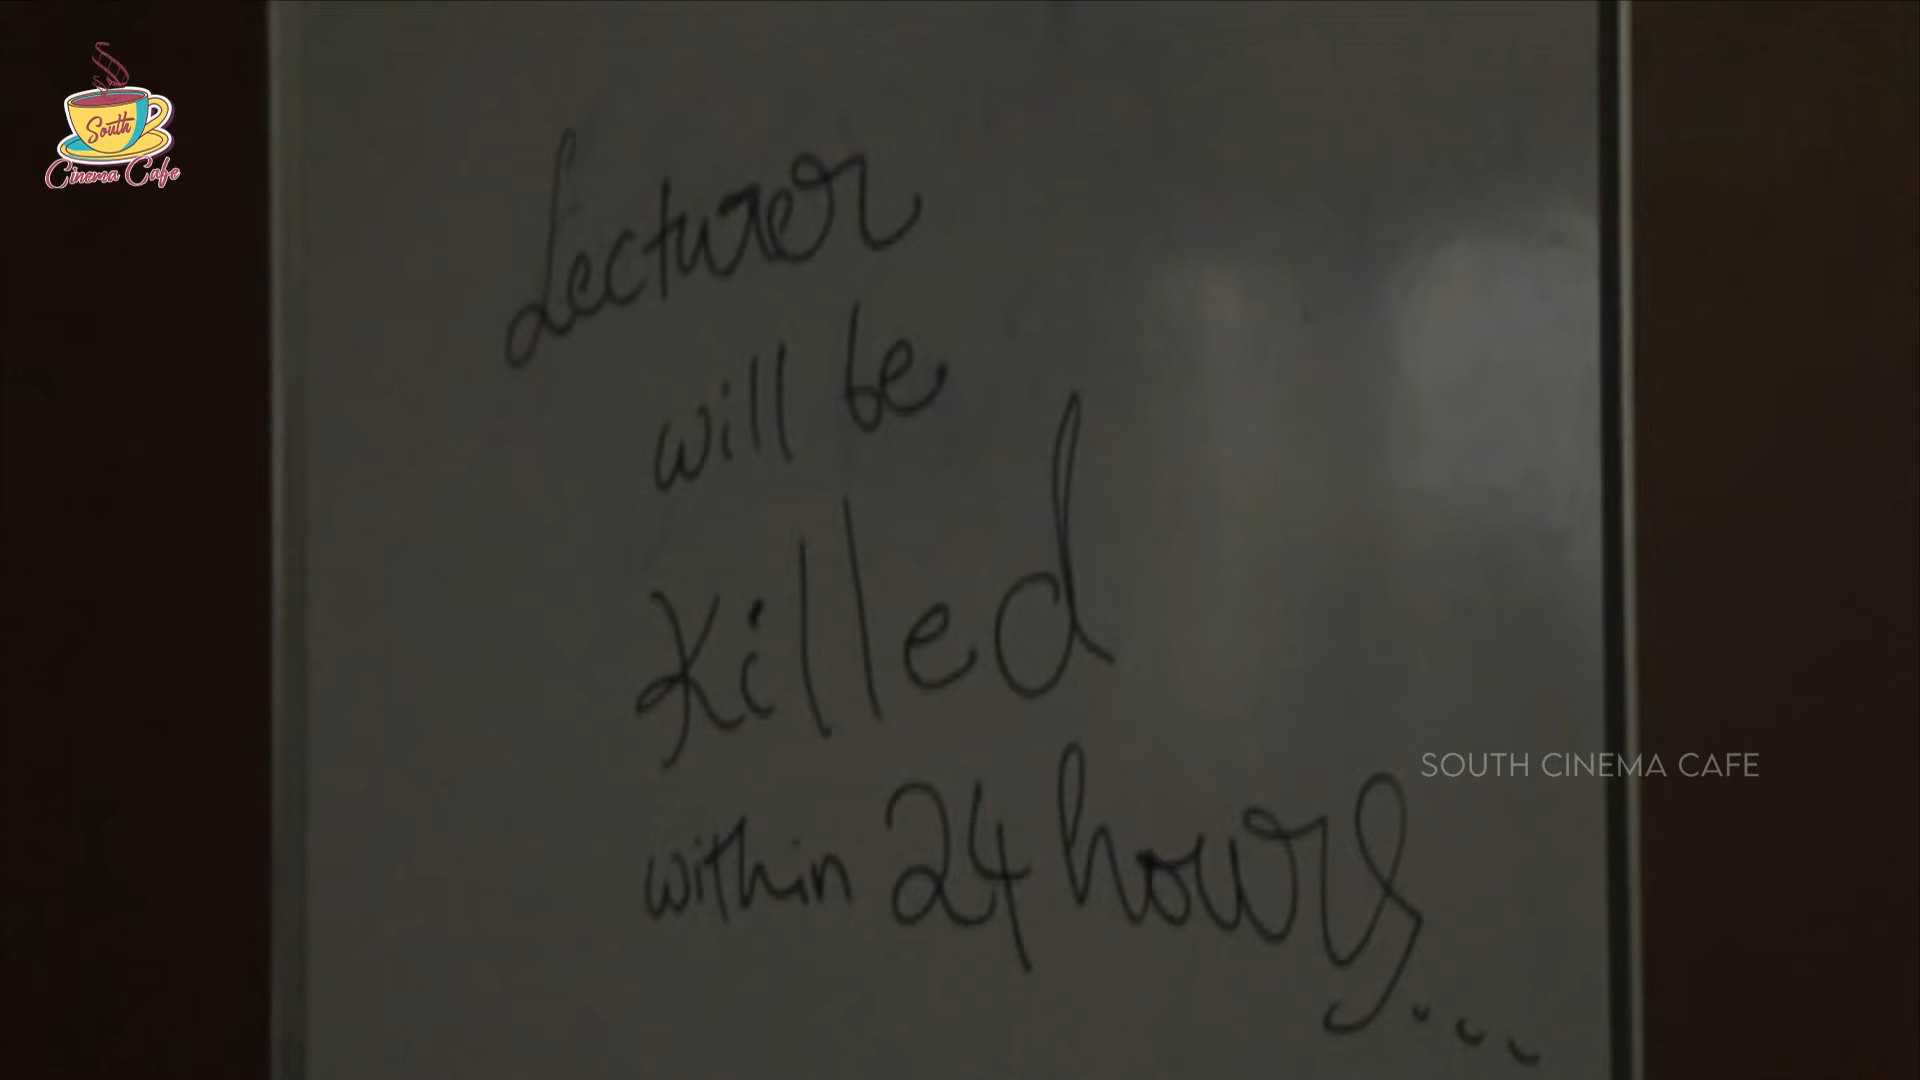 South
Cinema Cafe
Lecturer
will be
Killed
within 24 hours...
SOUTH CINEMA CAFE